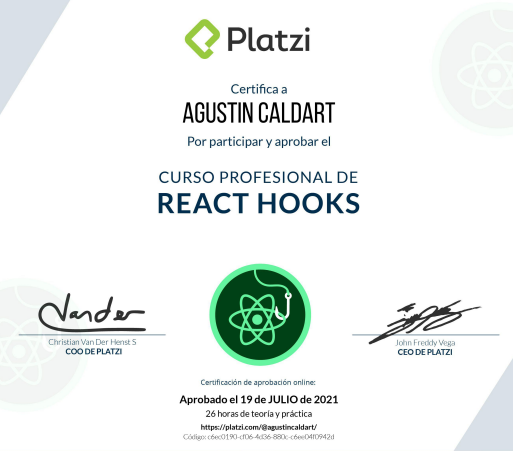 Platzi
Certifica a
AGUSTIN CALDART
Por participar y aprobar el
CURSO PROFESIONAL DE
REACT HOOKS
Christian Van Der Henst S
COO DE PLATZI
John Freddy Vega
CEO DE PLATZI
Certificación de aprobación online:
Aprobado el 19 de JULIO de 2021
26 horas de teoría y práctica
https://platzi.com/@agustincaldart/
Código: c6ec0190-cf06-4d36-880c-c6ee04f0942d